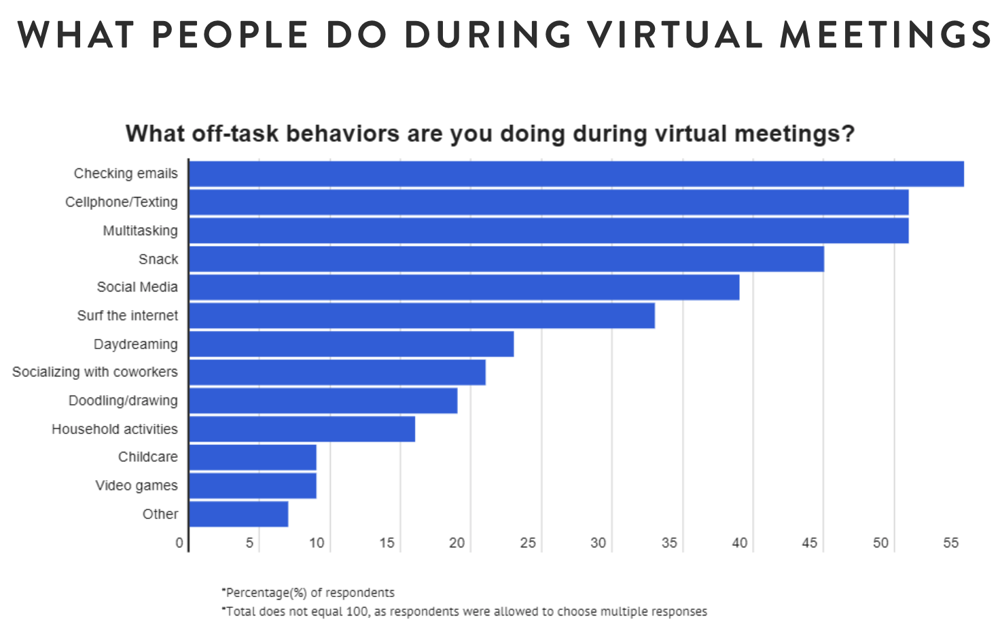 WHAT PEOPLE DO DURING VIRTUAL MEETINGS
What off-task behaviors are you doing during virtual meetings?
Checking emails
Cellphone/Texting
Multitasking
Snack
Social Media
Surf the internet
Daydreaming
Socializing with coworkers
Doodling/drawing
Household activities
Childcare
Video games
Other
0 5 10 15 20 25 30 35 40 45 50 55
*Percentage(%) of respondents
*Total does not equal 100, as respondents were allowed to choose multiple responses